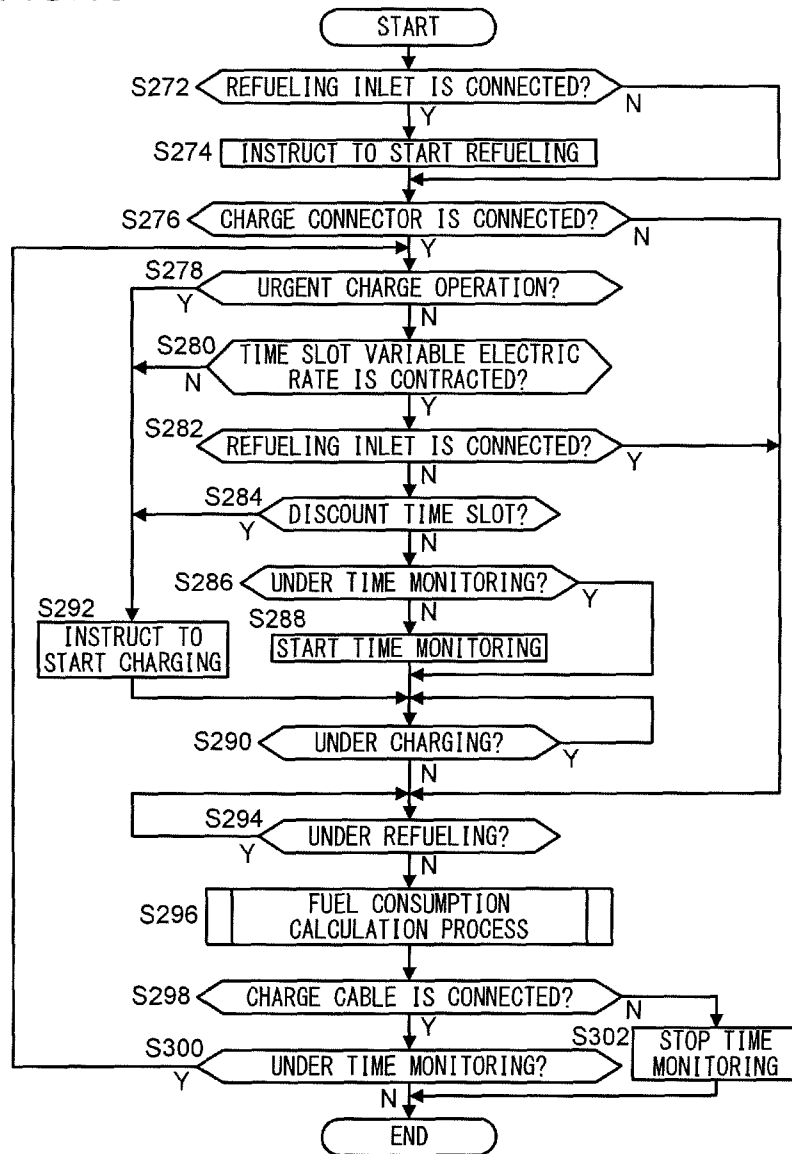 START
S272
REFUELING INLET IS CONNECTED?
N
Y
S274
INSTRUCT TO START REFUELING
S276
CHARGE CONNECTOR IS CONNECTED?
N
Y
S278
URGENT CHARGE OPERATION?
Y
N
S280
TIME SLOT VARIABLE ELECTRIC
RATE IS CONTRACTED?
N
Y
S282
REFUELING INLET IS CONNECTED?
Y
N
S284
DISCOUNT TIME SLOT?
Y
N
S286
UNDER TIME MONITORING?
Y
N
S292
INSTRUCT TO
START CHARGING
S288
START TIME MONITORING
S290
UNDER CHARGING?
Y
N
S294
UNDER REFUELING?
Y
N
S296
FUEL CONSUMPTION
CALCULATION PROCESS
S298
CHARGE CABLE IS CONNECTED?
N
Y
S302
STOP TIME
MONITORING
S300
UNDER TIME MONITORING?
Y
N
END